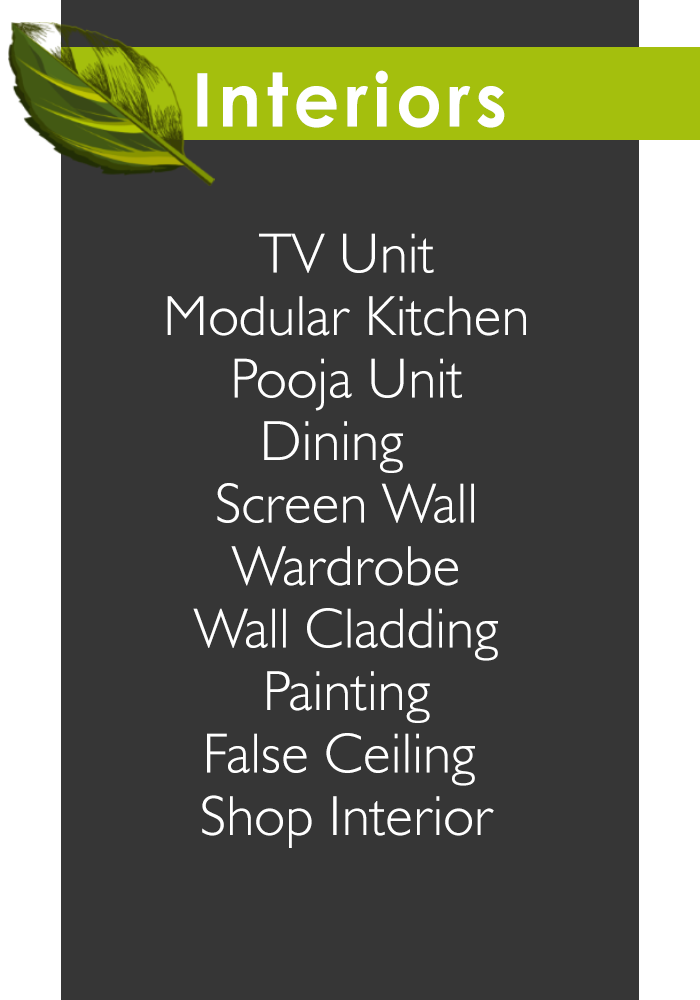 Interiors
TV Unit
Modular Kitchen
Pooja Unit
Dining
Screen Wall
Wardrobe
Wall Cladding
Painting
False Ceiling
Shop Interior